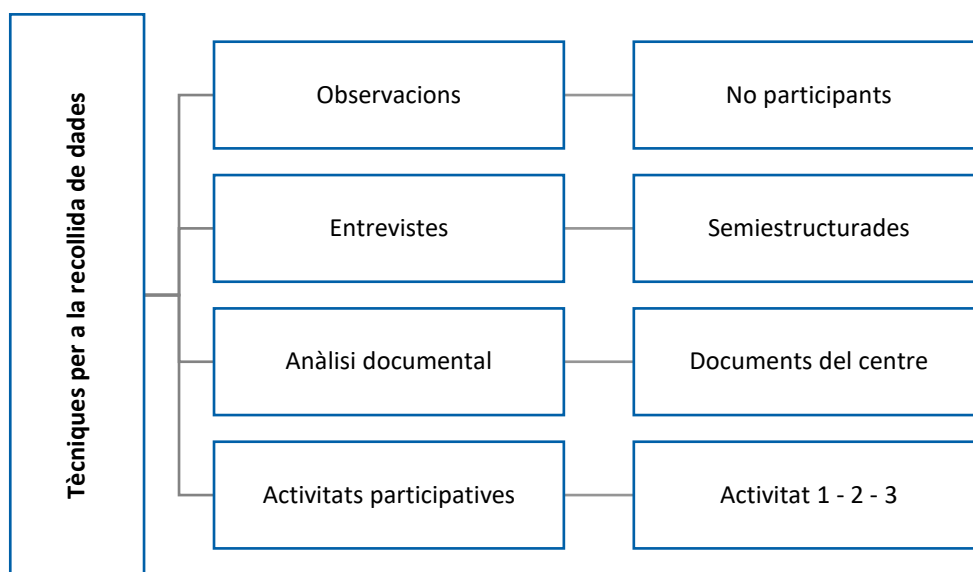 Tècniques per a la recollida de dades
Observacions
No participants
Entrevistes
Semiestructurades
Anàlisi documental
Documents del centre
Activitats participatives
Activitat 1 - 2 - 3